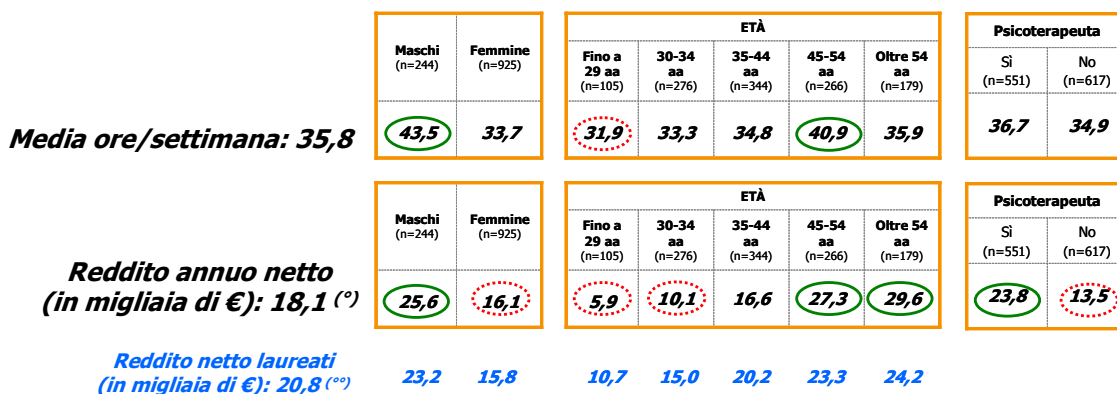 Maschi
(n=244)
Femmine
(n=925)
ETÀ
Fino a
29 aa
(n=105)
30-34
aa
(n=276)
35-44
aa
(n=344)
45-54
aa
(n=266)
Oltre 54
aa
(n=179)
Psicoterapeuta
Sì
(n=551)
No
(n=617)
Media ore/settimana: 35,8
43,5
33,7
31,9
33,3
34,8
40,9
35,9
36,7
34,9
Maschi
(n=244)
Femmine
(n=925)
ETÀ
Fino a
29 aa
(n=105)
30-34
aa
(n=276)
35-44
aa
(n=344)
45-54
aa
(n=266)
Oltre 54
aa
(n=179)
Psicoterapeuta
Sì
(n=551)
No
(n=617)
Reddito annuo netto
(in migliaia di €): 18,1 (°)
25,6
16,1
5,9
10,1
16,6
27,3
29,6
23,8
13,5
Reddito netto laureati
(in migliaia di €): 20,8 (°°)
23,2
15,8
10,7
15,0
20,2
23,3
24,2